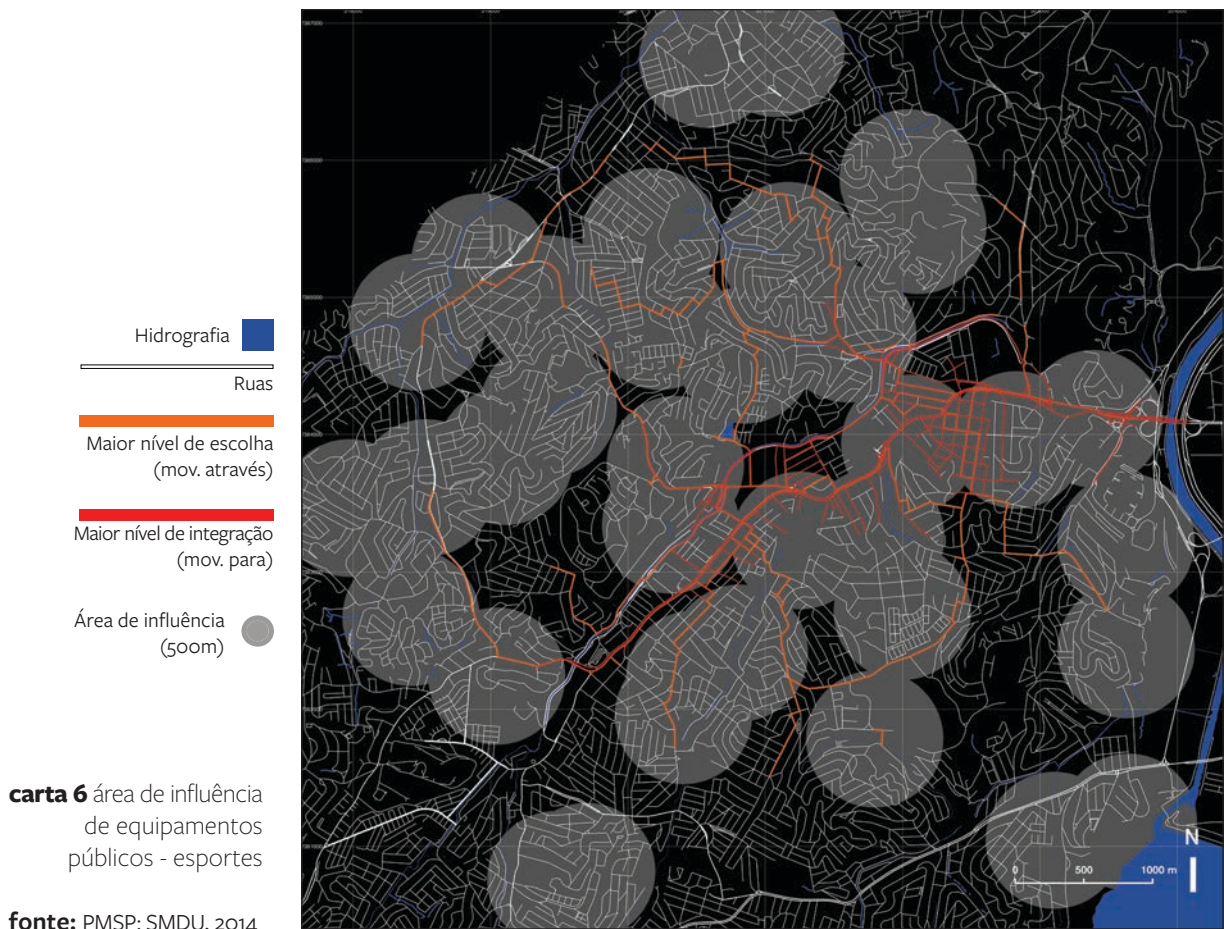 Hidrografia
Ruas
Maior nível de escolha
(mov. através)
Maior nível de integração
(mov. para)
Área de influência
(500m)
carta 6 área de influência
de equipamentos
públicos - esportes
fonte: PMSP; SMDU, 2014
N
0 500 1000 m